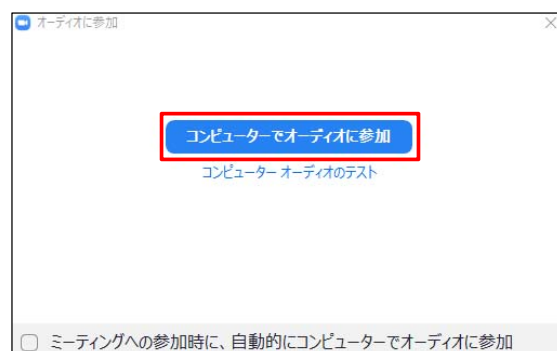 オーディオに参加
コンピューターでオーディオに参加
コンピューター オーディオのテスト
ミーティングへの参加時に、自動的にコンピューターでオーディオに参加